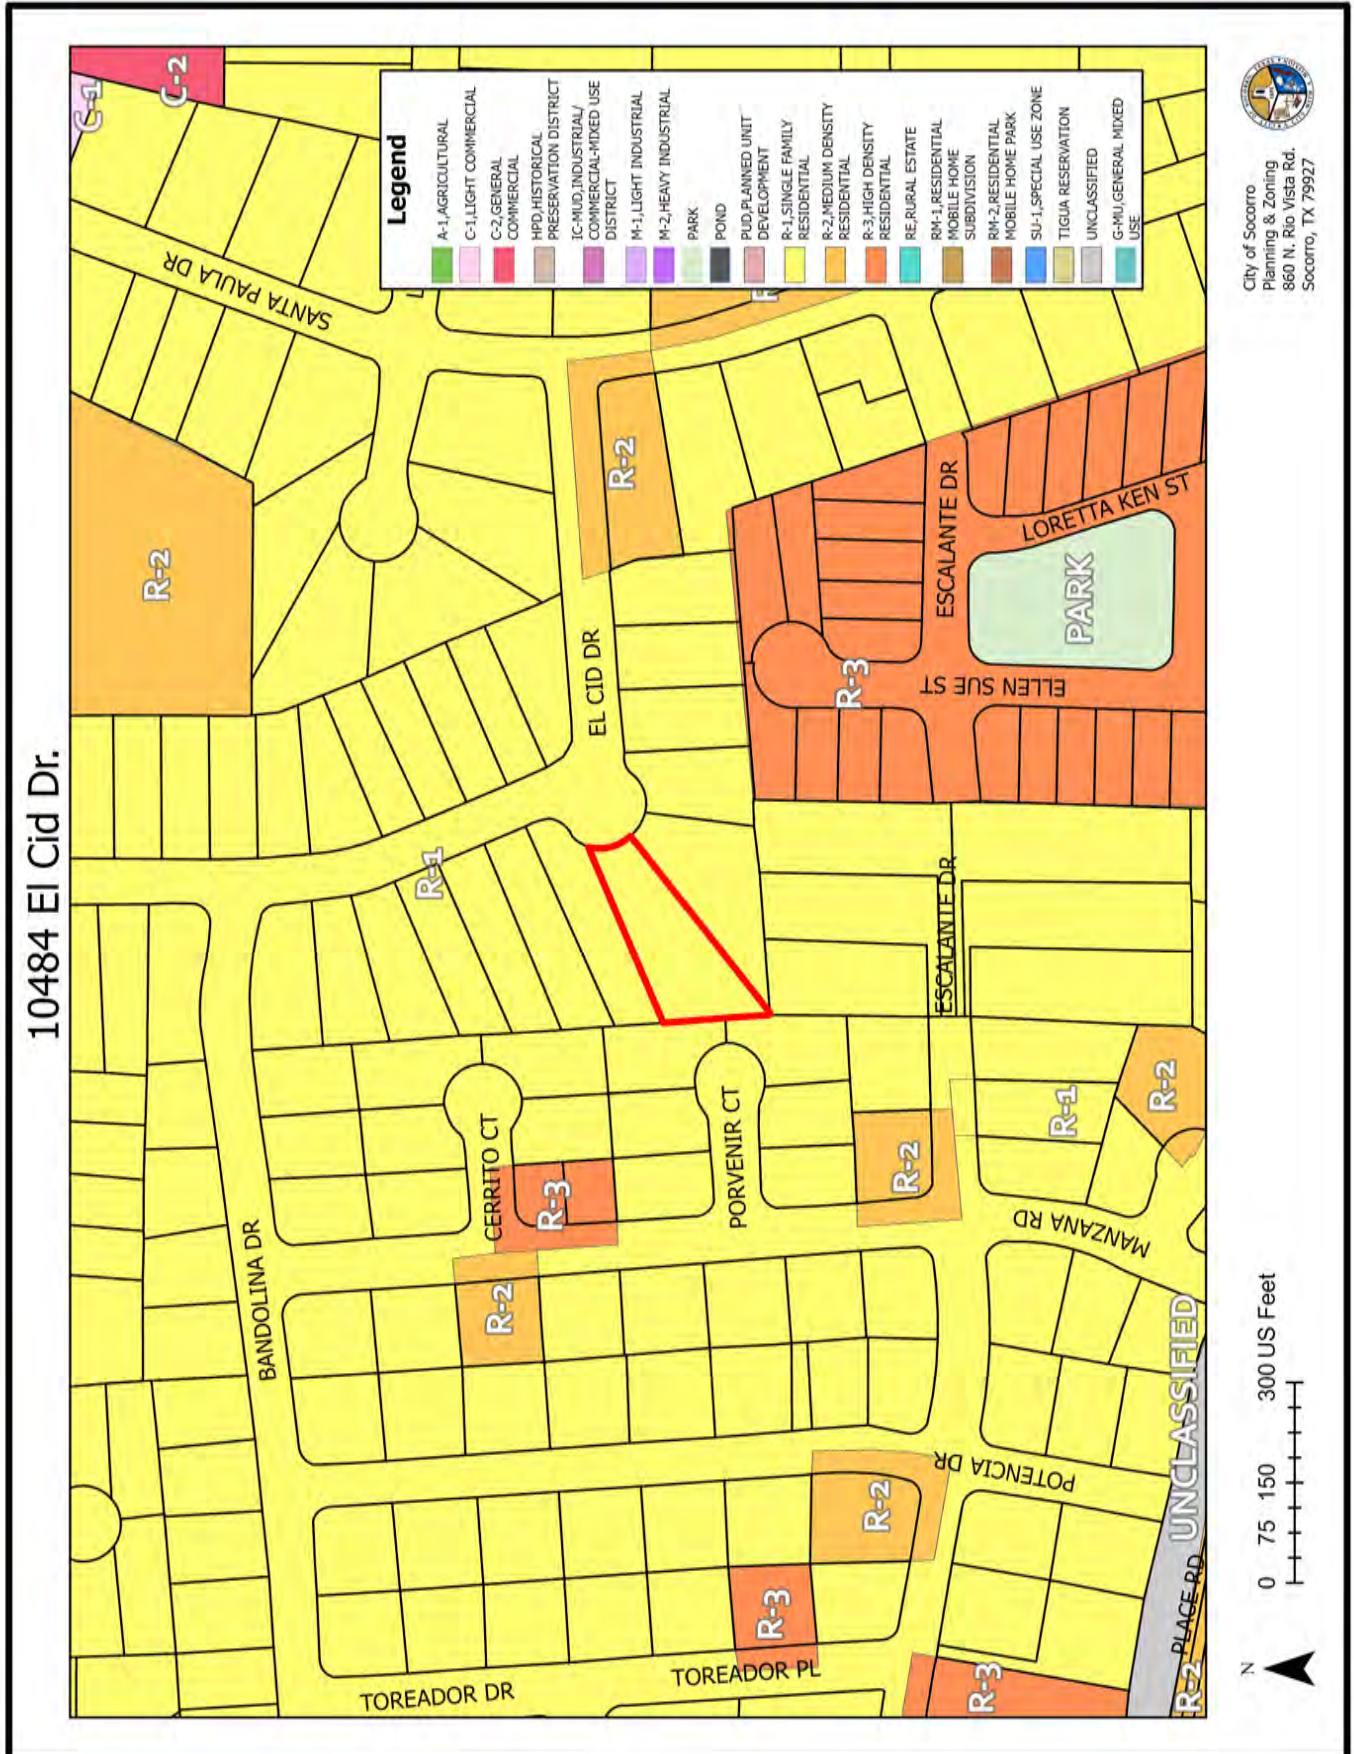 10484 El Cid Dr.
C-1
C-2
SANTA PAULA DR
L
R-2
R-2
EL CID DR
R-1
R-3
ESCALANTE DR
LORETTA KEN ST
PARK
ELLEN SUE ST
ESCALANTE DR
BANDOLINA DR
CERRITO CT
R-3
R-2
PORVENIR CT
R-2
R-1
R-2
MANZANA RD
POTENCIA DR
R-2
R-3
TOREADOR DR
TOREADOR PL
R-3
UNCLASSIFIED
PLACE RD
R-2
Legend
A-1,AGRICULTURAL
C-1,LIGHT COMMERCIAL
C-2,GENERAL
COMMERCIAL
HPD,HISTORICAL
PRESERVATION DISTRICT
IC-MUD,INDUSTRIAL/
COMMERCIAL-MIXED USE
DISTRICT
M-1,LIGHT INDUSTRIAL
M-2,HEAVY INDUSTRIAL
PARK
POND
PUD,PLANNED UNIT
DEVELOPMENT
R-1,SINGLE FAMILY
RESIDENTIAL
R-2,MEDIUM DENSITY
RESIDENTIAL
R-3,HIGH DENSITY
RESIDENTIAL
RE,RURAL ESTATE
RM-1,RESIDENTIAL
MOBILE HOME
SUBDIVISION
RM-2,RESIDENTIAL
MOBILE HOME PARK
SU-1,SPECIAL USE ZONE
TIGUA RESERVATION
UNCLASSIFIED
G-MU,GENERAL MIXED
USE
N
0 75 150 300 US Feet
City of Socorro
Planning & Zoning
860 N. Rio Vista Rd.
Socorro, TX 79927